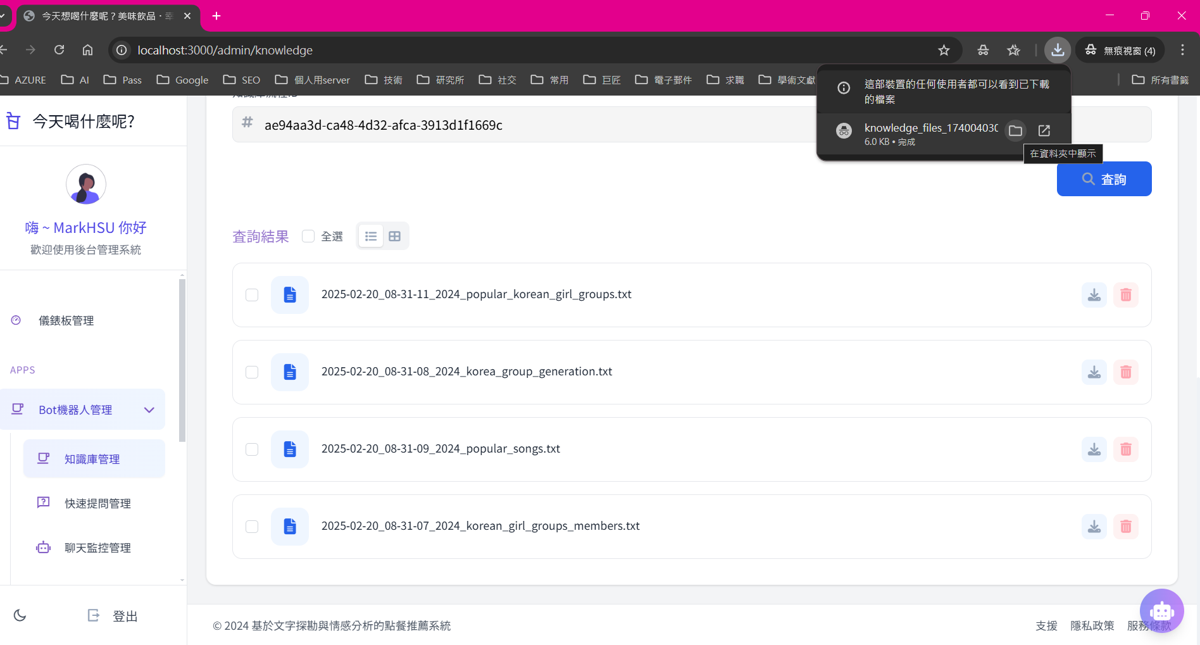 今天想喝什麼呢？美味飲品・
localhost:3000/admin/knowledge
無痕視窗 (4)
AZURE
AI
Pass
Google
SEO
個人用server
技術
研究所
社交
常用
巨匠
電子郵件
求職
學術文獻
所有書籤
這部裝置的任何使用者都可以看到已下載
的檔案
knowledge_files_174004030
6.0 KB • 完成
在資料夾中顯示
今天喝什麼呢?
嗨 ~ MarkHSU 你好
歡迎使用後台管理系統
儀錶板管理
APPS
Bot機器人管理
知識庫管理
快速提問管理
聊天監控管理
登出
# ae94aa3d-ca48-4d32-afca-3913d1f1669c
查詢
查詢結果
全選
2025-02-20_08-31-11_2024_popular_korean_girl_groups.txt
2025-02-20_08-31-08_2024_korea_group_generation.txt
2025-02-20_08-31-09_2024_popular_songs.txt
2025-02-20_08-31-07_2024_korean_girl_groups_members.txt
© 2024 基於文字探勘與情感分析的點餐推薦系統
支援
隱私政策
服務條款